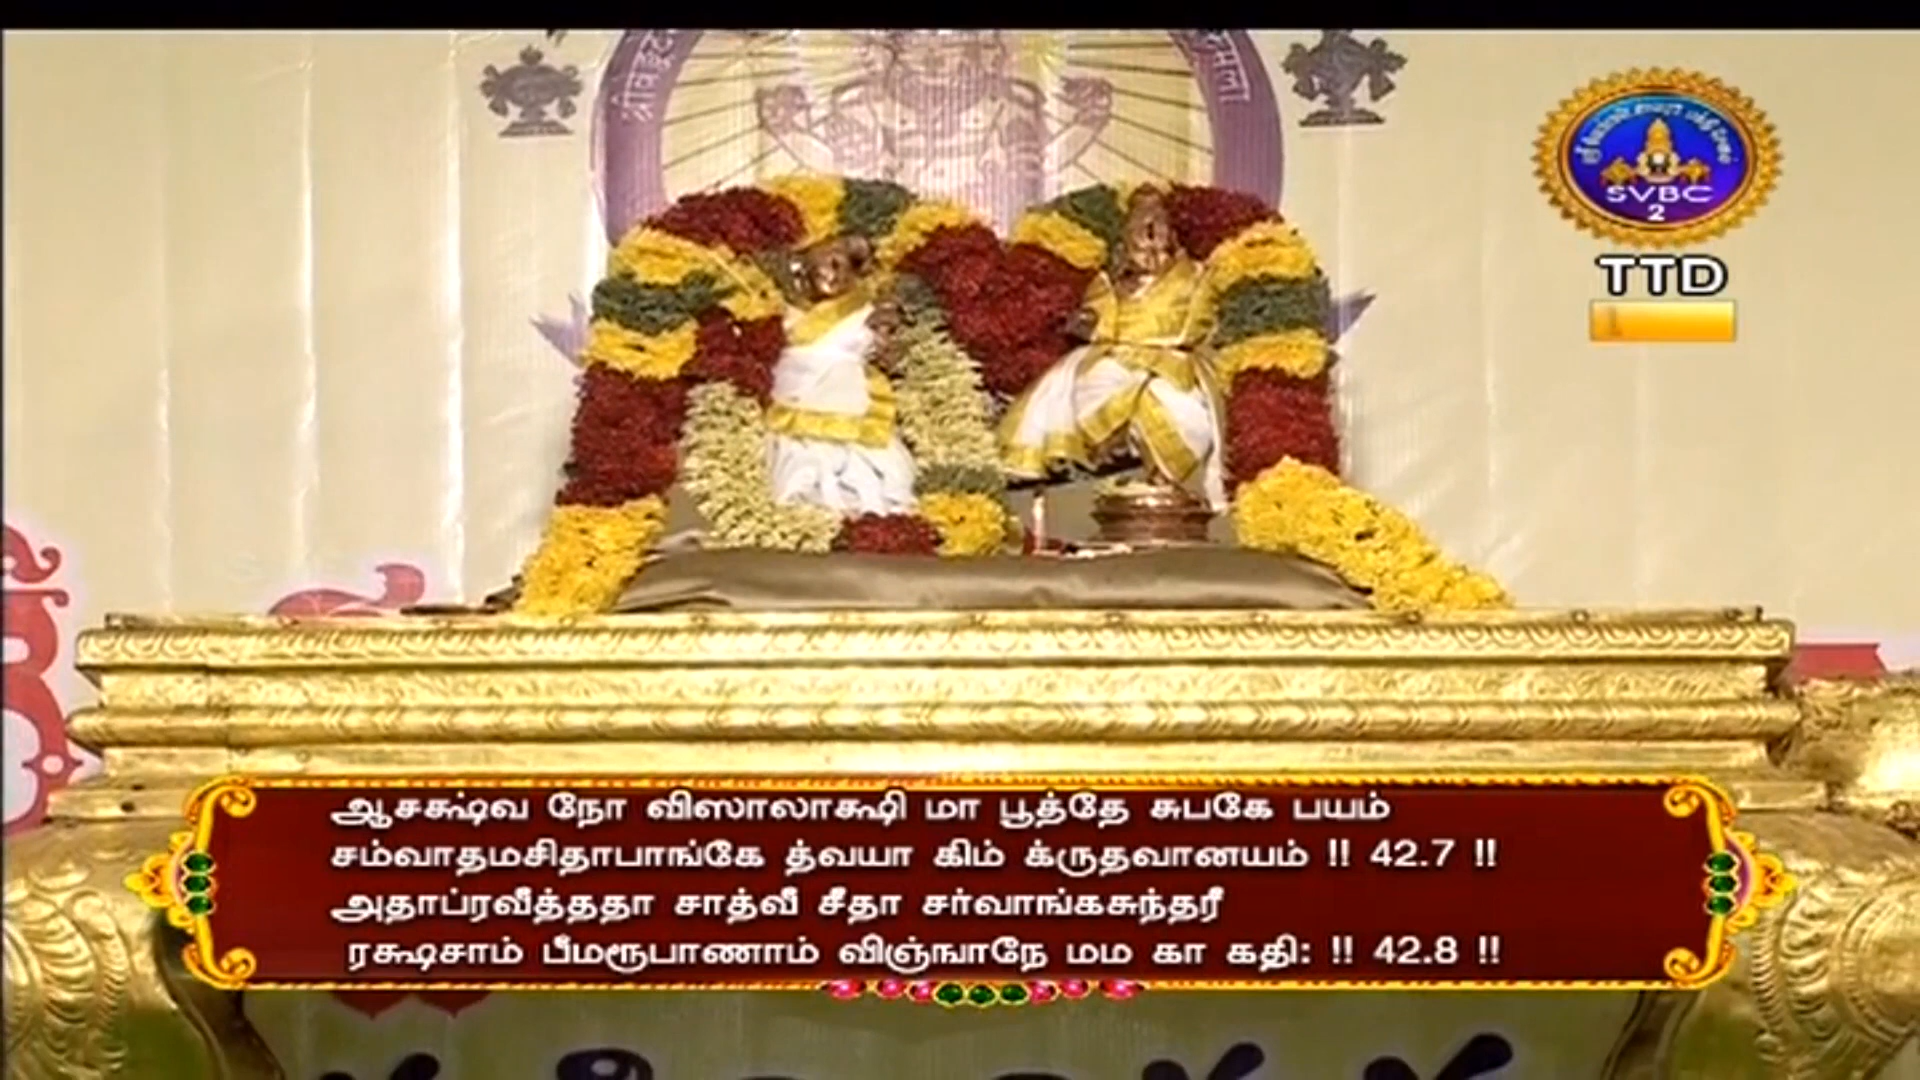 SVBC
2
TTD
ஆசக்ஷ்வ நோ விஸாலாக்ஷி மா பூத்தே சுபகே பயம்
சம்வாதமசிதாபாங்கே த்வயா கிம் க்ருதவானயம் !! 42.7 !!
அதாப்ரவீத்ததா சாத்வீ சீதா சர்வாங்கசுந்தரீ
ரக்ஷசாம் பீமரூபாணாம் விஞ்ஞாநே மம கா கதி: !! 42.8 !!